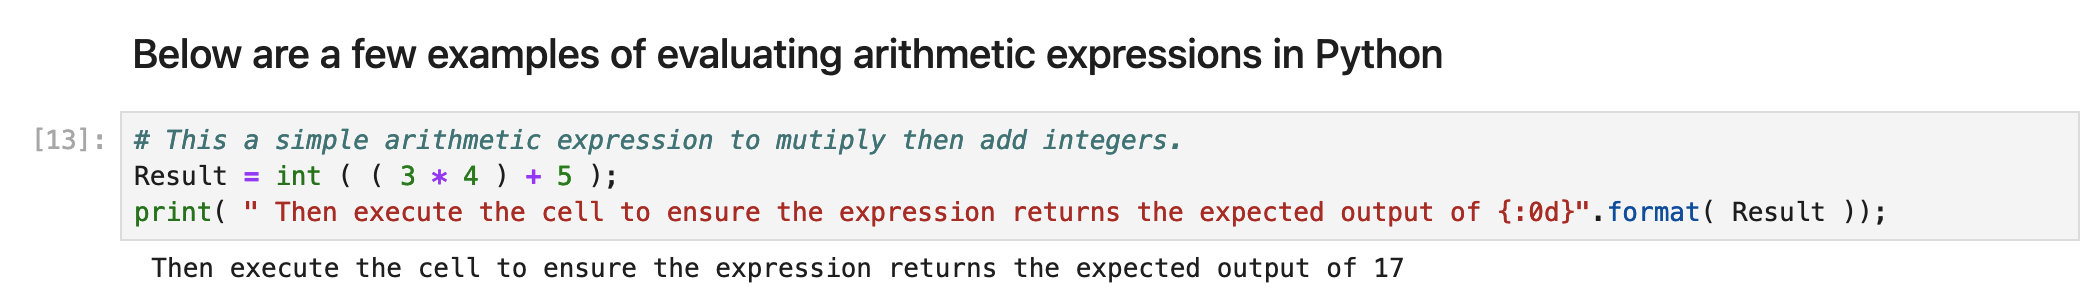 Below are a few examples of evaluating arithmetic expressions in Python
[13]: # This a simple arithmetic expression to mutiply then add integers.
Result = int ( ( 3 * 4 ) + 5 );
print( " Then execute the cell to ensure the expression returns the expected output of {:0d}".format( Result ));
Then execute the cell to ensure the expression returns the expected output of 17